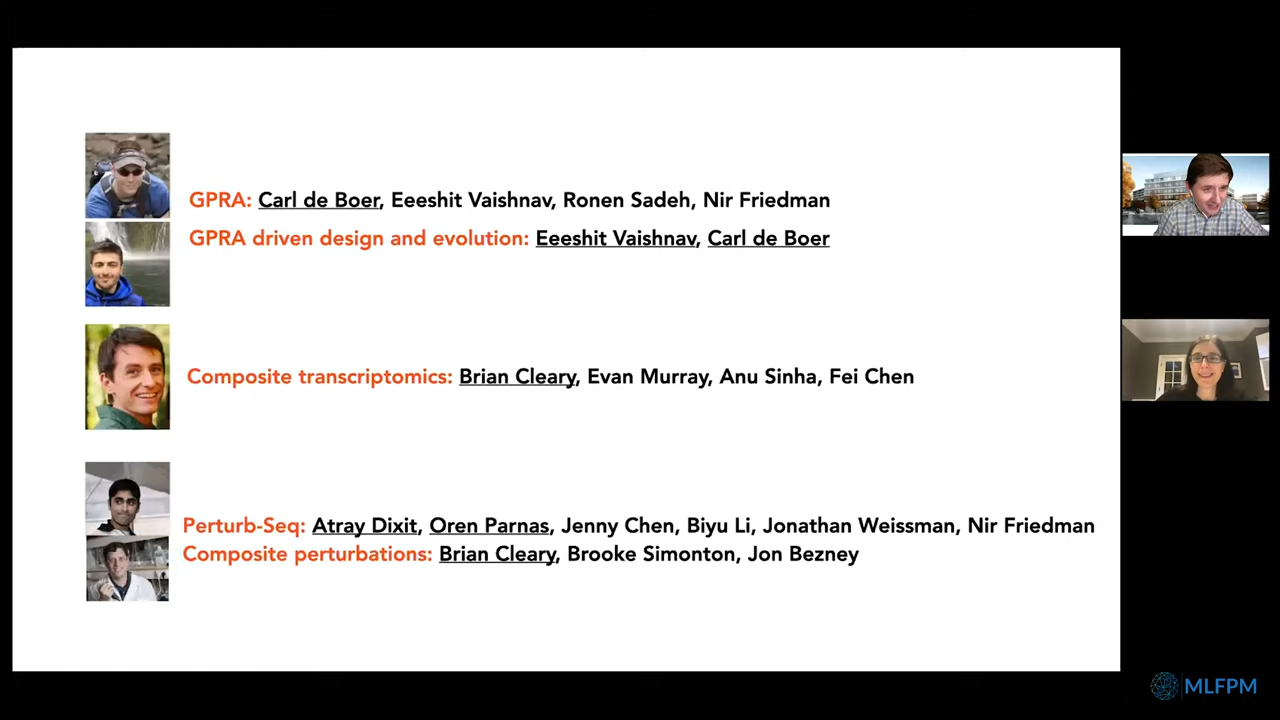 GPRA: Carl de Boer, Eeeshit Vaishnav, Ronen Sadeh, Nir Friedman
GPRA driven design and evolution: Eeeshit Vaishnav, Carl de Boer
Composite transcriptomics: Brian Cleary, Evan Murray, Anu Sinha, Fei Chen
Perturb-Seq: Atray Dixit, Oren Parnas, Jenny Chen, Biyu Li, Jonathan Weissman, Nir Friedman
Composite perturbations: Brian Cleary, Brooke Simonton, Jon Bezney
MLFPM